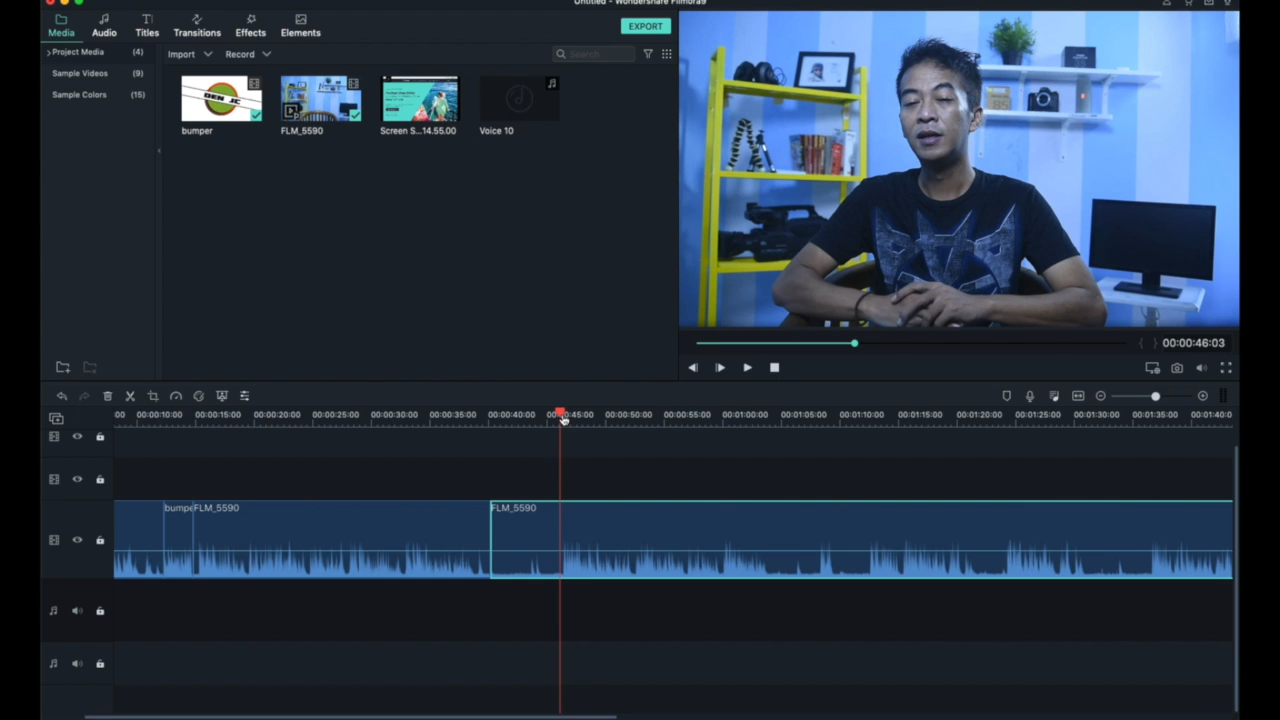 Untitled - Wondershare Filmora9
Media
Audio
Titles
Transitions
Effects
Elements
EXPORT
Project Media (4)
Sample Videos (9)
Sample Colors (15)
Import
Record
Search
DEN JC
bumper
FLM_5590
Screen S...14.55.00
Voice 10
85
00:00:46:03
:00 00:00:10:00 00:00:15:00 00:00:20:00 00:00:25:00 00:00:30:00 00:00:35:00 00:00:40:00 00:00:45:00 00:00:50:00 00:00:55:00 00:01:00:00 00:01:05:00 00:01:10:00 00:01:15:00 00:01:20:00 00:01:25:00 00:01:30:00 00:01:35:00 00:01:40:0
bumpe
FLM_5590
FLM_5590